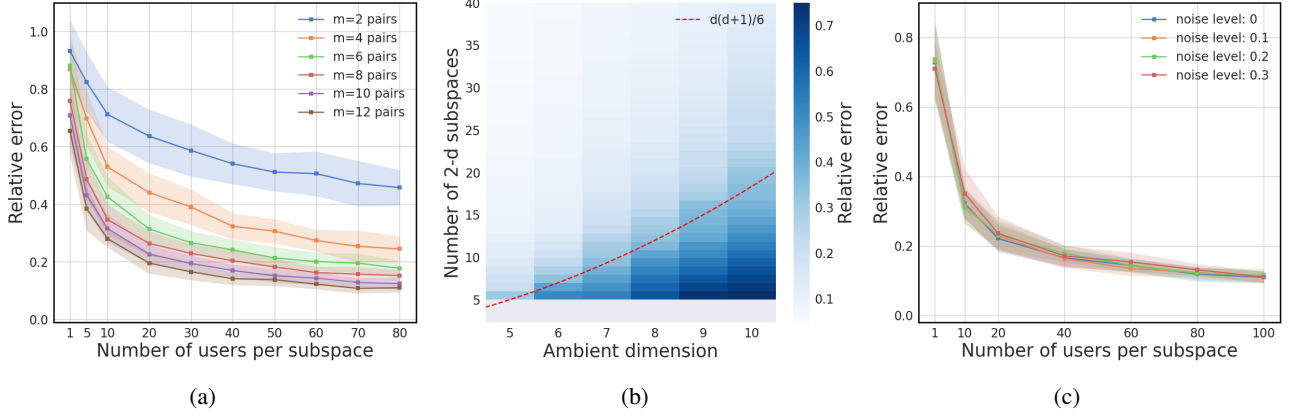 m=2 pairs
m=4 pairs
m=6 pairs
m=8 pairs
m=10 pairs
m=12 pairs
1.0
0.8
0.6
0.4
0.2
0.0
Relative error
1 5 10 20 30 40 50 60 70 80
Number of users per subspace
(a)
d(d+1)/6
40
35
30
25
20
15
10
5
Number of 2-d subspaces
5 6 7 8 9 10
Ambient dimension
0.7
0.6
0.5
0.4
0.3
0.2
0.1
Relative error
(b)
noise level: 0
noise level: 0.1
noise level: 0.2
noise level: 0.3
0.8
0.6
0.4
0.2
0.0
Relative error
1 10 20 40 60 80 100
Number of users per subspace
(c)